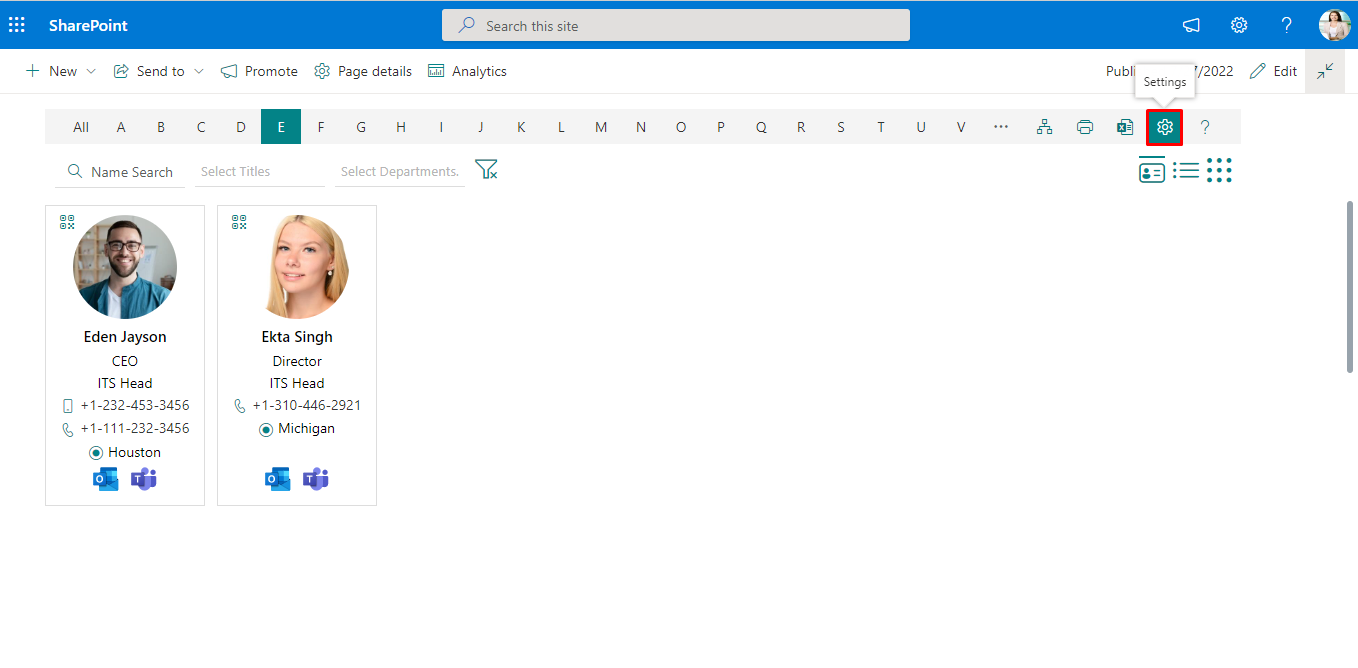 SharePoint
Search this site
?
New
Send to
Promote
Page details
Analytics
Publi
7/2022
Edit
Settings
All A B C D E F G H I J K L M N O P Q R S T U V ... ?
Name Search
Select Titles
Select Departments.
Eden Jayson
CEO
ITS Head
+1-232-453-3456
+1-111-232-3456
Houston
Ekta Singh
Director
ITS Head
+1-310-446-2921
Michigan